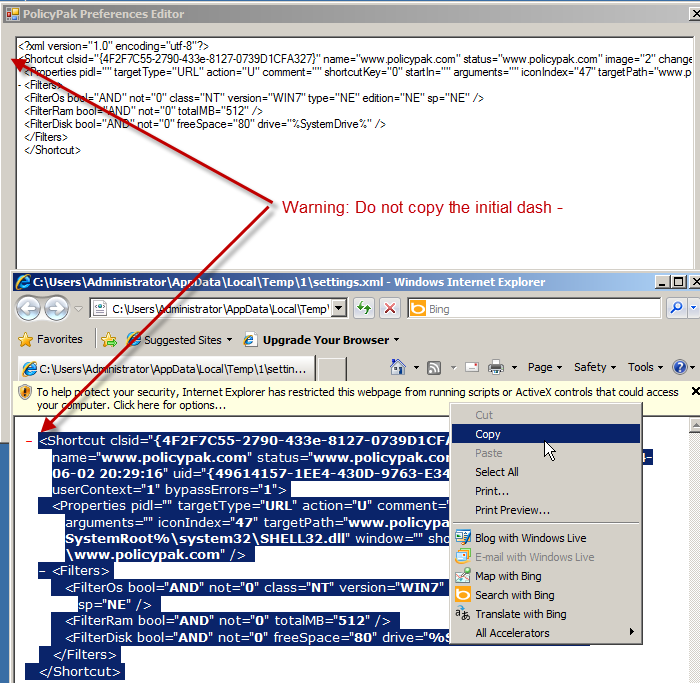 PolicyPak Preferences Editor
<?xml version="1.0" encoding="utf-8"?>
<Shortcut clsid="{4F2F7C55-2790-433e-8127-0739D1CFA327}" name="www.policypak.com" status="www.policypak.com" image="2" change
<Properties pidl="" targetType="URL" action="U" comment="" shortcutKey="0" startIn="" arguments="" iconIndex="47" targetPath="www.p
- <Filters>
<FilterOs bool="AND" not="0" class="NT" version="WIN7" type="NE" edition="NE" sp="NE" />
<FilterRam bool="AND" not="0" totalMB="512" />
<FilterDisk bool="AND" not="0" freeSpace="80" drive="%SystemDrive%" />
</Filters>
</Shortcut>
Warning: Do not copy the initial dash -
C:\Users\Administrator\AppData\Local\Temp\1\settings.xml - Windows Internet Explorer
C:\Users\Administrator\AppData\Local\Temp\
Bing
Favorites
Suggested Sites
Upgrade Your Browser
C:\Users\Administrator\AppData\Local\Temp\1\settin...
Page
Safety
Tools
To help protect your security, Internet Explorer has restricted this webpage from running scripts or ActiveX controls that could access
your computer. Click here for options...
- <Shortcut clsid="{4F2F7C55-2790-433e-8127-0739D1CFA
name="www.policypak.com" status="www.policypak.com
06-02 20:29:16" uid="{49614157-1EE4-430D-9763-E34
userContext="1" bypassErrors="1">
<Properties pidl="" targetType="URL" action="U" comment="
arguments="" iconIndex="47" targetPath="www.policypa
SystemRoot%\system32\SHELL32.dll" window="" sho
\www.policypak.com" />
- <Filters>
<FilterOs bool="AND" not="0" class="NT" version="WIN7"
sp="NE" />
<FilterRam bool="AND" not="0" totalMB="512" />
<FilterDisk bool="AND" not="0" freeSpace="80" drive="%S
</Filters>
</Shortcut>
Cut
Copy
Paste
Select All
Print...
Print Preview...
Blog with Windows Live
E-mail with Windows Live
Map with Bing
Search with Bing
Translate with Bing
All Accelerators